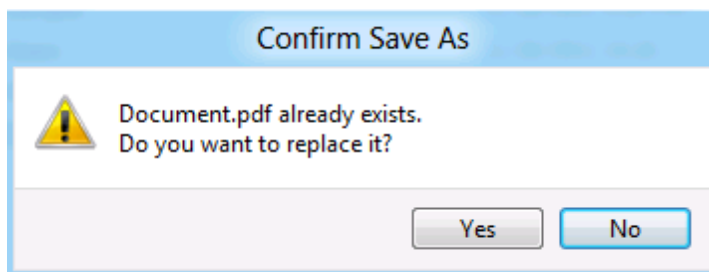 Confirm Save As
Document.pdf already exists.
Do you want to replace it?
Yes
No